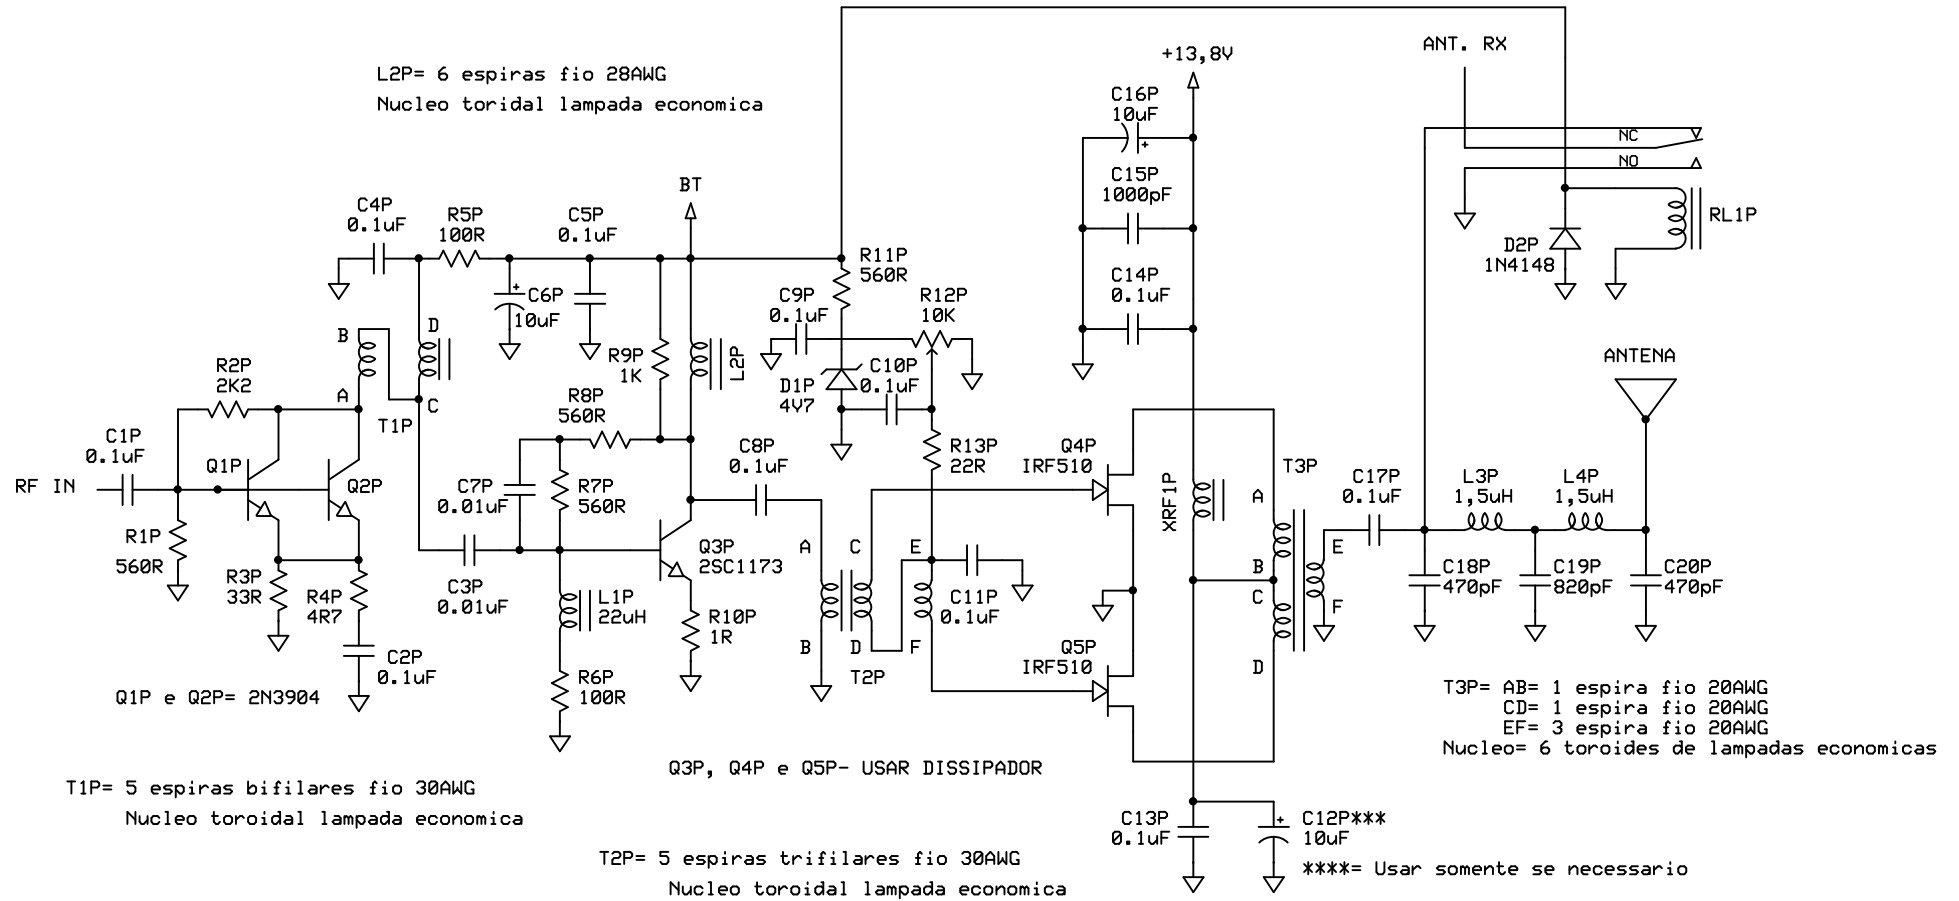 L2P= 6 espiras fio 28AWG
Nucleo toridal lampada economica
+13,8V
ANT. RX
C16P
10uF
+
NC
NO
C15P
1000pF
RL1P
D2P
1N4148
C14P
0.1uF
BT
C4P
0.1uF
R5P
100R
C5P
0.1uF
+
C6P
10uF
R11P
560R
C9P
0.1uF
R12P
10K
B
D
R9P
1K
L2P
ANTENA
R2P
2K2
A
C
T1P
R8P
560R
D1P
4V7
C10P
0.1uF
C1P
0.1uF
RF IN
Q1P
Q2P
R13P
22R
Q4P
IRF510
XRF1P
T3P
C7P
0.01uF
R7P
560R
C8P
0.1uF
C17P
0.1uF
L3P
1,5uH
L4P
1,5uH
A
R1P
560R
Q3P
2SC1173
A
C
E
B
C
E
F
D
C18P
470pF
C19P
820pF
C20P
470pF
R3P
33R
R4P
4R7
C3P
0.01uF
L1P
22uH
R10P
1R
C11P
0.1uF
B
D
F
T2P
Q5P
IRF510
C2P
0.1uF
R6P
100R
Q1P e Q2P= 2N3904
T3P= AB= 1 espira fio 20AWG
CD= 1 espira fio 20AWG
EF= 3 espira fio 20AWG
Nucleo= 6 toroides de lampadas economicas
Q3P, Q4P e Q5P- USAR DISSIPADOR
T1P= 5 espiras bifilares fio 30AWG
Nucleo toroidal lampada economica
C13P
0.1uF
+
C12P***
10uF
****= Usar somente se necessario
T2P= 5 espiras trifilares fio 30AWG
Nucleo toroidal lampada economica